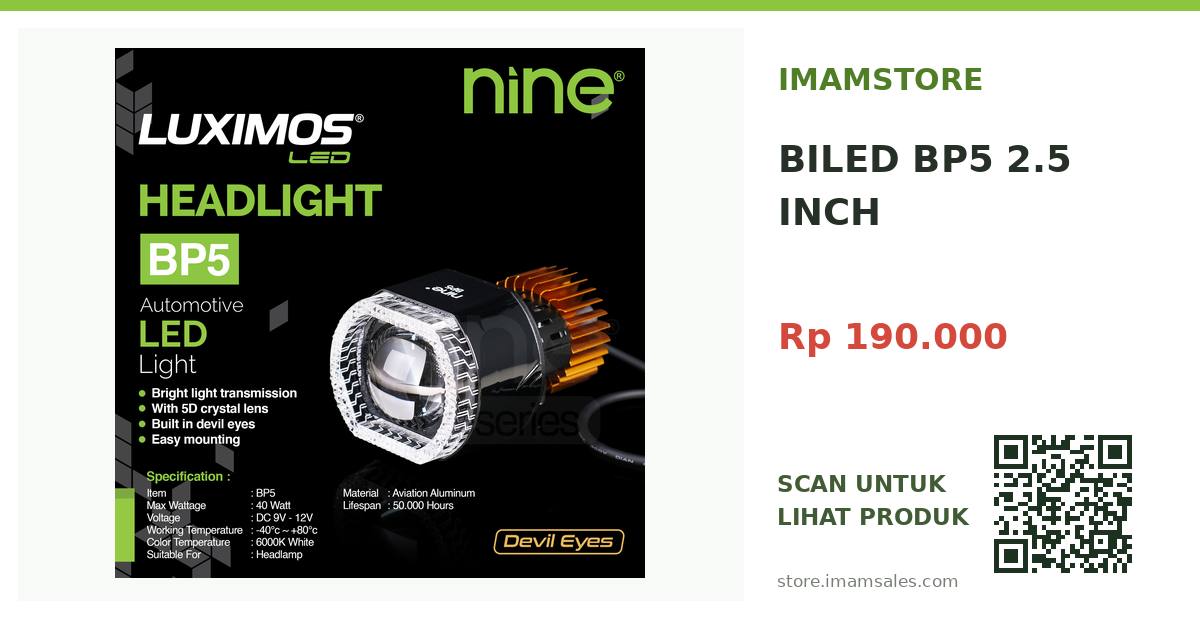 nine®
LUXIMOS®
LED
HEADLIGHT
BP5
Automotive
LED
Light
Bright light transmission
With 5D crystal lens
Built in devil eyes
Easy mounting
Specification :
Item : BP5
Max Wattage : 40 Watt
Voltage : DC 9V - 12V
Working Temperature : -40°c ~ +80°c
Color Temperature : 6000K White
Suitable For : Headlamp
Material : Aviation Aluminum
Lifespan : 50.000 Hours
nine
BP5
series
Devil Eyes
IMAMSTORE
BILED BP5 2.5
INCH
Rp 190.000
SCAN UNTUK
LIHAT PRODUK
store.imamsales.com